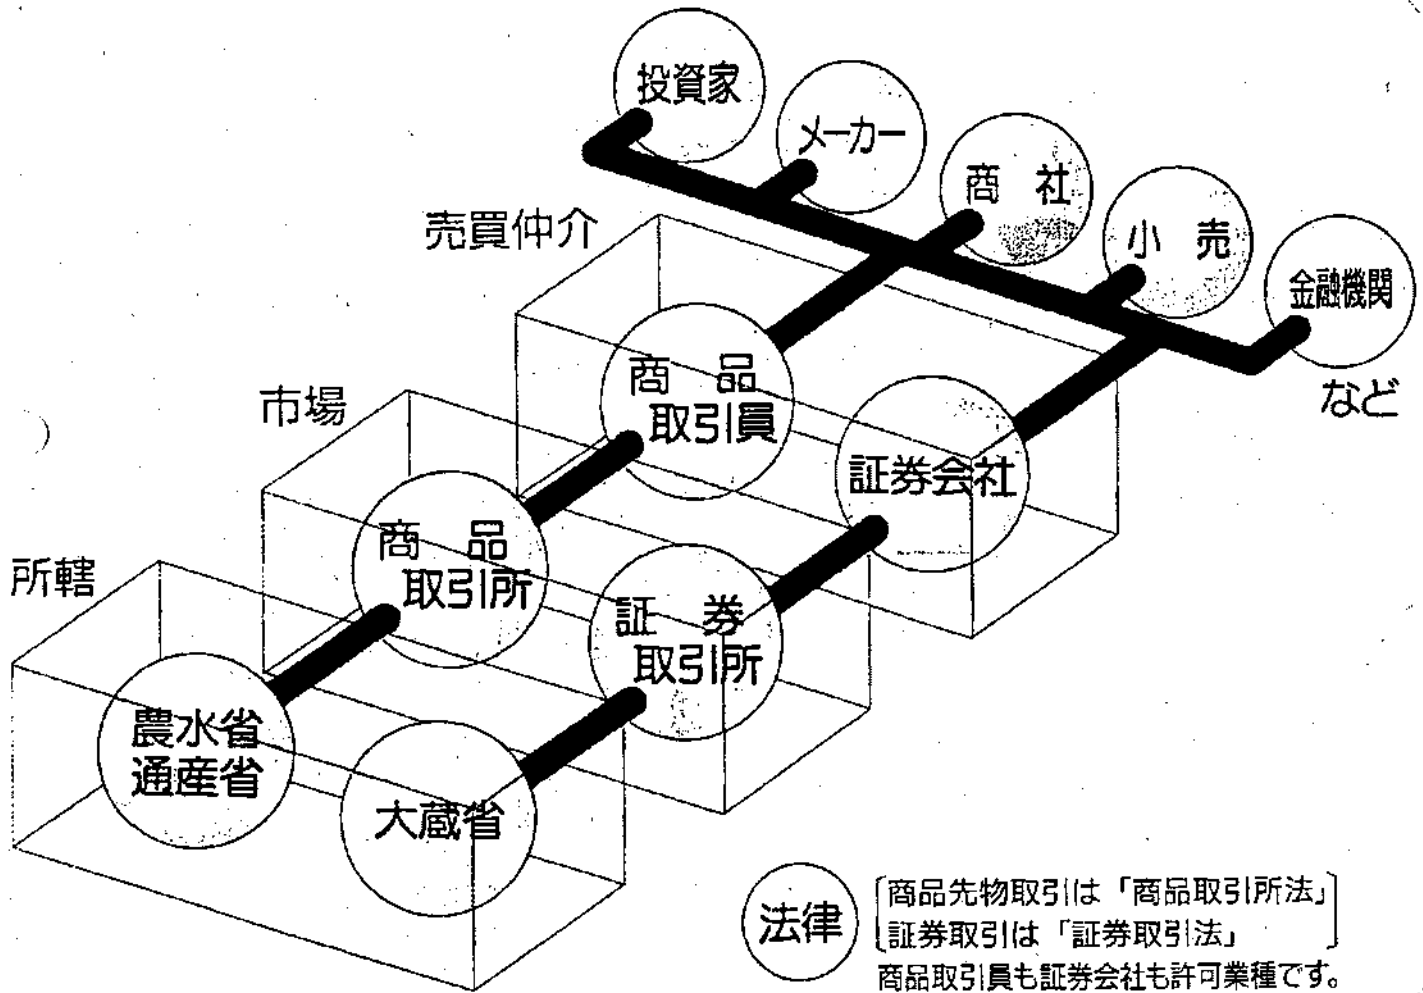 投資家
メーカー
商 社
小 売
金融機関
など
売買仲介
商 品
取引員
証券会社
市場
商 品
取引所
証 券
取引所
所轄
農水省
通産省
大蔵省
法律
商品先物取引は「商品取引所法」
証券取引は「証券取引法」
商品取引員も証券会社も許可業種です。